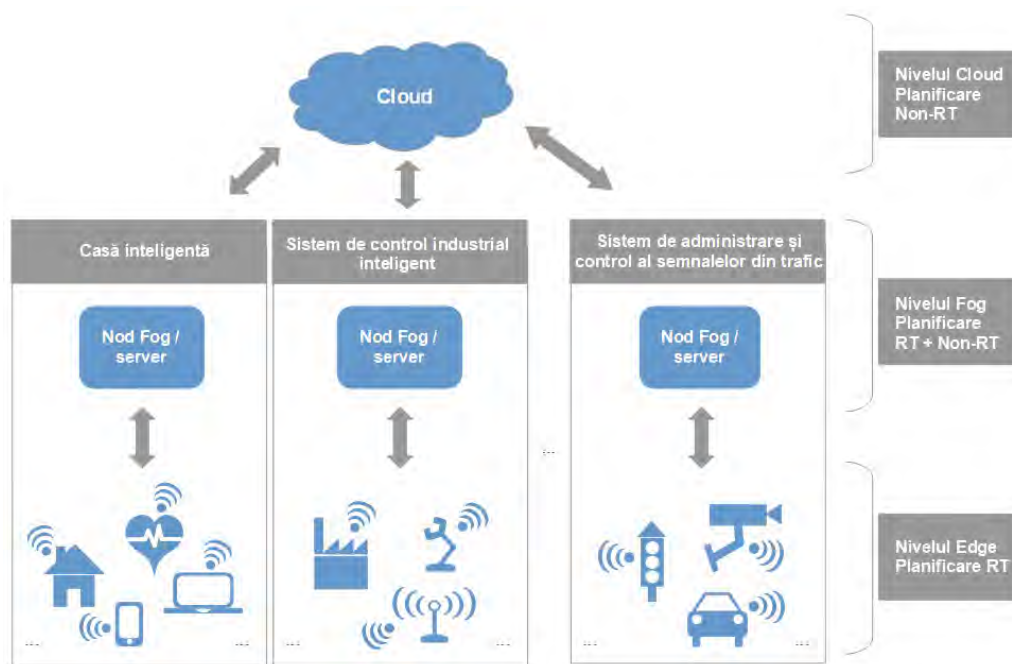 Cloud
Nivelul Cloud
Planificare
Non-RT
Casă inteligentă
Sistem de control industrial
inteligent
Sistem de administrare și
control al semnalelor din trafic
Nod Fog /
server
Nod Fog /
server
Nod Fog /
server
Nivelul Fog
Planificare
RT + Non-RT
...
Nivelul Edge
Planificare RT
...
...
...
...
...
...